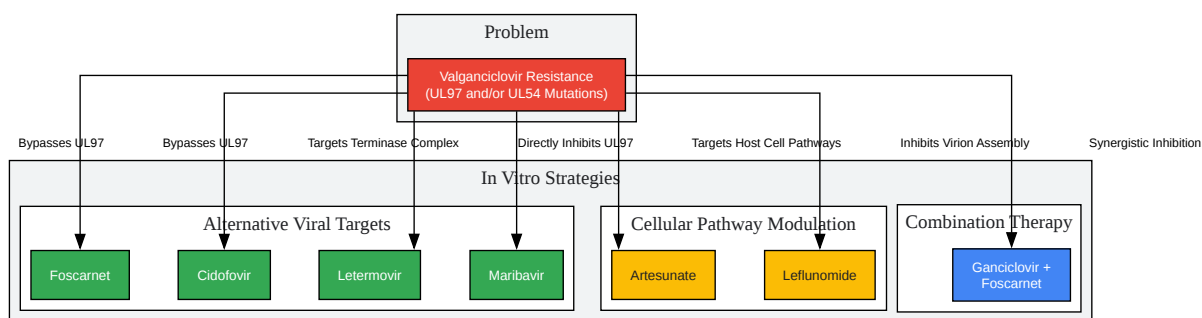 Problem
Valganciclovir Resistance
(UL97 and/or UL54 Mutations)
Bypasses UL97
Bypasses UL97
Targets Terminase Complex
Directly Inhibits UL97
Targets Host Cell Pathways
Inhibits Virion Assembly
Synergistic Inhibition
In Vitro Strategies
Alternative Viral Targets
Cellular Pathway Modulation
Combination Therapy
Foscarnet
Cidofovir
Letermovir
Maribavir
Artesunate
Leflunomide
Ganciclovir +
Foscarnet